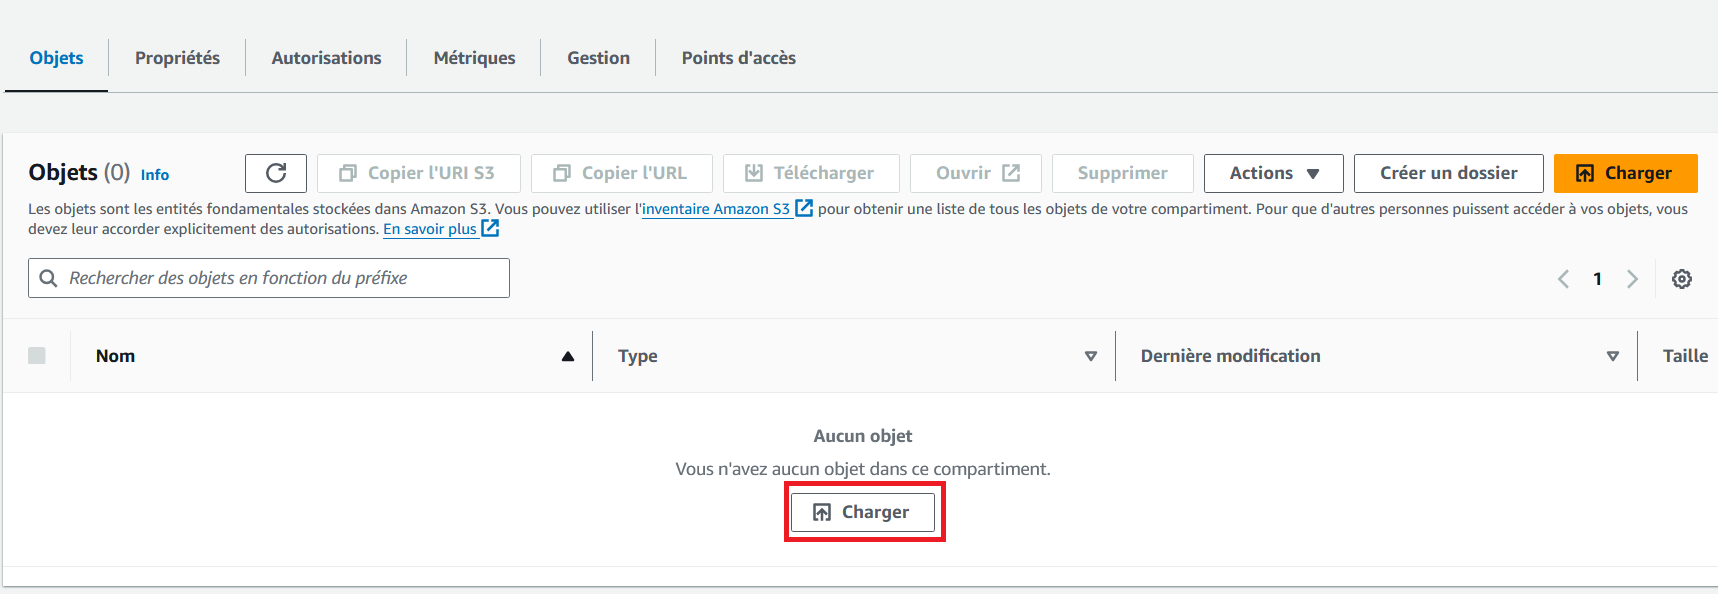 Objets
Propriétés
Autorisations
Métriques
Gestion
Points d'accès
Objets (0) Info
Copier l'URI S3
Copier l'URL
Télécharger
Ouvrir
Supprimer
Actions
Créer un dossier
Charger
Les objets sont les entités fondamentales stockées dans Amazon S3. Vous pouvez utiliser l'inventaire Amazon S3 pour obtenir une liste de tous les objets de votre compartiment. Pour que d'autres personnes puissent accéder à vos objets, vous
devez leur accorder explicitement des autorisations. En savoir plus
Rechercher des objets en fonction du préfixe
1
Nom
Type
Dernière modification
Taille
Aucun objet
Vous n'avez aucun objet dans ce compartiment.
Charger